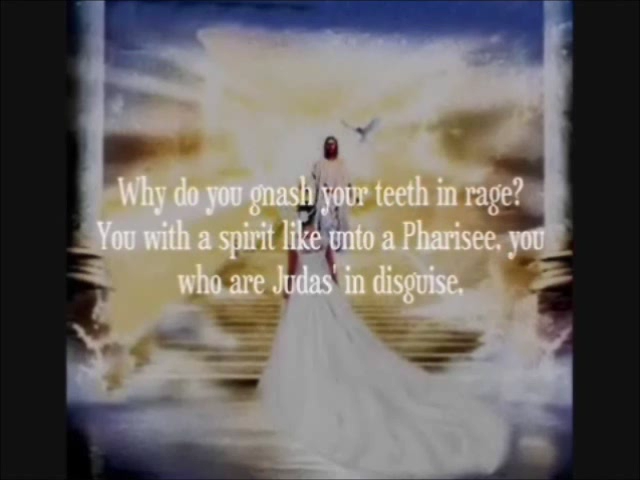 Why do you gnash your teeth in rage?
You with a spirit like unto a Pharisee, you
who are Judas' in disguise,